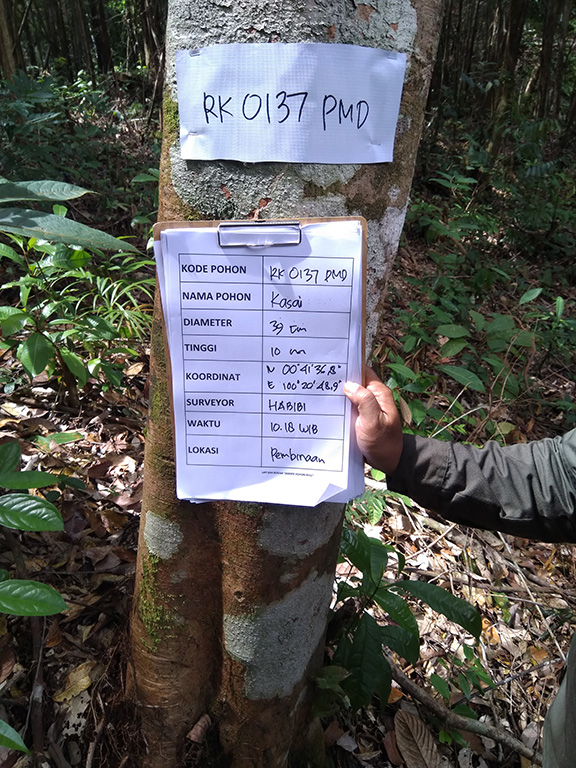 RK 0137 PMD
KODE POHON RK 0137 PMD
NAMA POHON Kasai
DIAMETER 39 cm
TINGGI 10 m
KOORDINAT N 00°41'36,8"
E 100°20'48.9"
SURVEYOR HABIBI
WAKTU 10.18 WIB
LOKASI Pembinaan